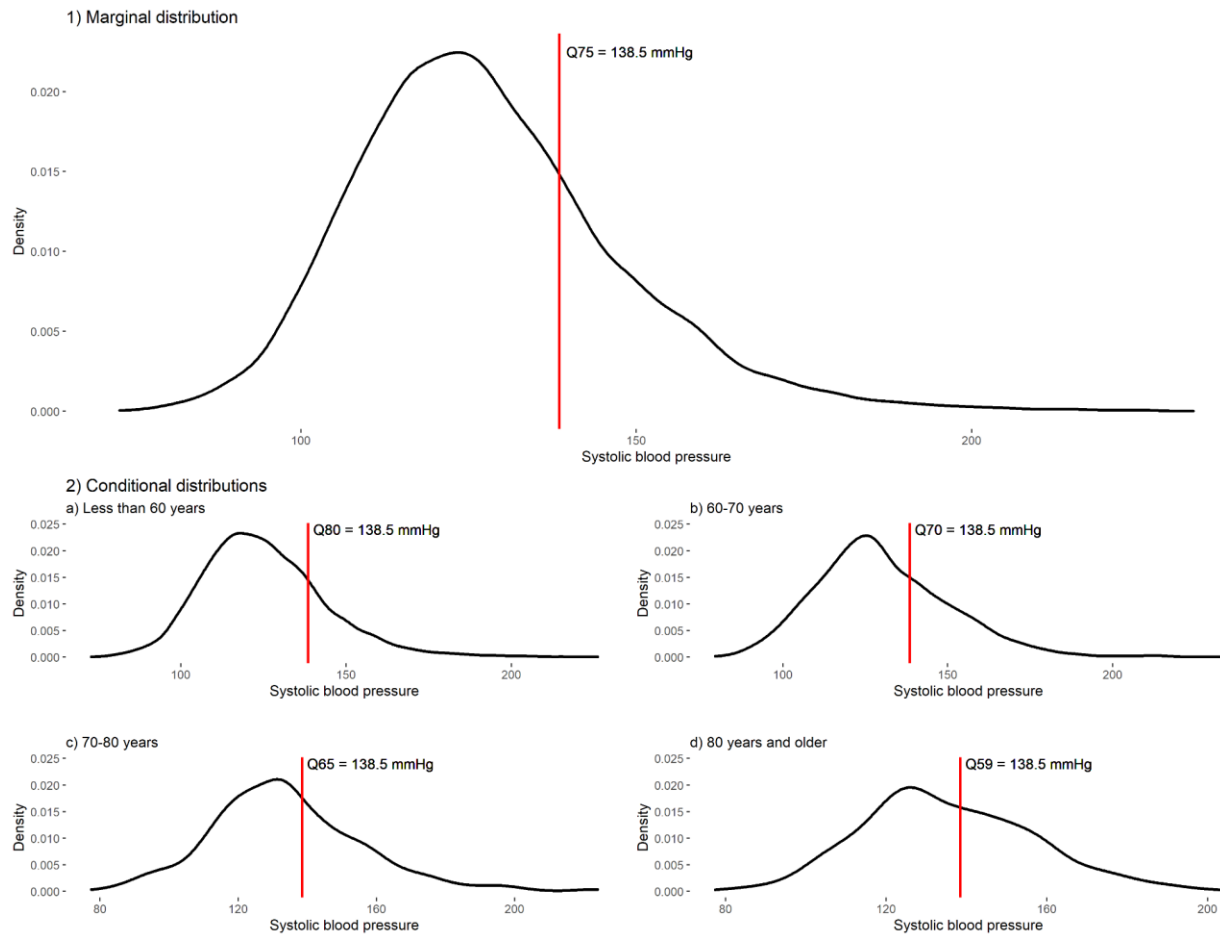 1) Marginal distribution
Q75 = 138.5 mmHg
0.020
0.015
0.010
0.005
0.000
Density
100 150 200
Systolic blood pressure
2) Conditional distributions
a) Less than 60 years
Q80 = 138.5 mmHg
0.025
0.020
0.015
0.010
0.005
0.000
Density
100 150 200
Systolic blood pressure
b) 60-70 years
Q70 = 138.5 mmHg
0.025
0.020
0.015
0.010
0.005
0.000
Density
100 150 200
Systolic blood pressure
c) 70-80 years
Q65 = 138.5 mmHg
0.025
0.020
0.015
0.010
0.005
0.000
Density
80 120 160 200
Systolic blood pressure
d) 80 years and older
Q59 = 138.5 mmHg
0.025
0.020
0.015
0.010
0.005
0.000
Density
80 120 160 200
Systolic blood pressure